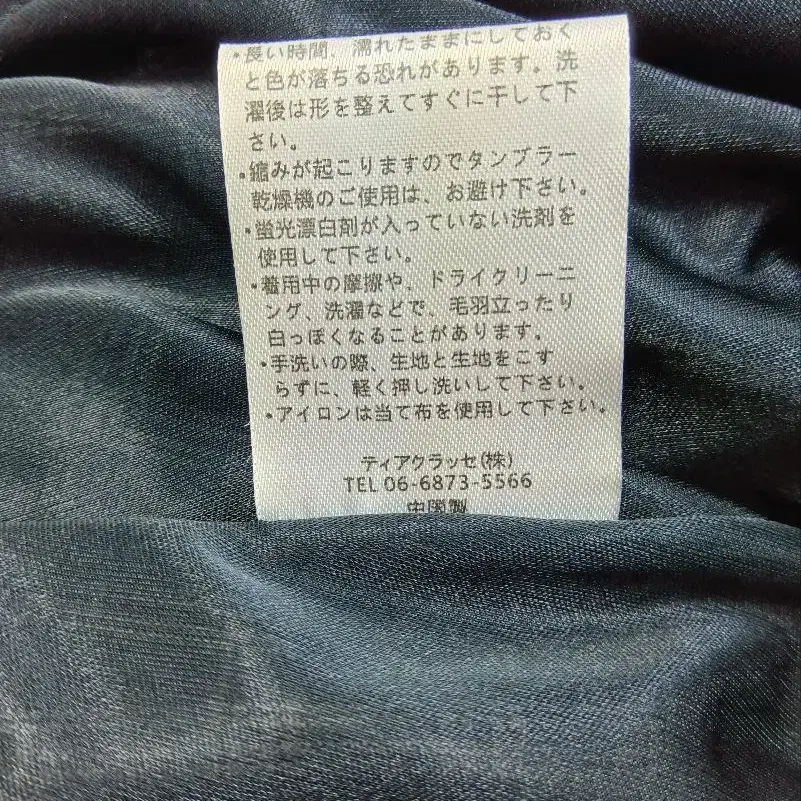 ・長い時間、濡れたままにしておく
と色が落ちる恐れがあります。洗
濯後は形を整えてすぐに干して下
さい。
・縮みが起こりますのでタンブラー
乾燥機のご使用は、お避け下さい。
・蛍光漂白剤が入っていない洗剤を
使用して下さい。
・着用中の摩擦や、ドライクリーニ
ング、洗濯などで、毛羽立ったり
白っぽくなることがあります。
・手洗いの際、生地と生地をこす
らずに、軽く押し洗いして下さい。
・アイロンは当て布を使用して下さい。
ティアクラッセ(株)
TEL 06-6873-5566
中国製